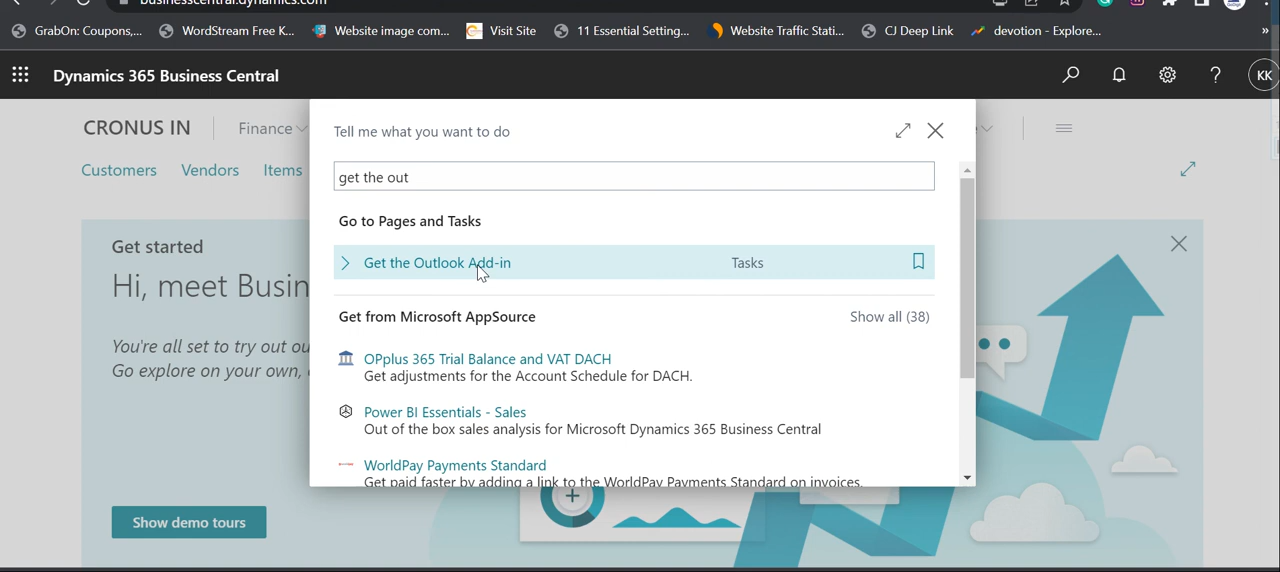 businesscentral.dynamics.com
GrabOn: Coupons,... WordStream Free K... Website image com... Visit Site 11 Essential Setting... Website Traffic Stati... CJ Deep Link devotion - Explore... »
Dynamics 365 Business Central ? KK
CRONUS IN Finance
Customers Vendors Items
Tell me what you want to do
get the out
Go to Pages and Tasks
Get the Outlook Add-in Tasks
Get from Microsoft AppSource Show all (38)
OPplus 365 Trial Balance and VAT DACH
Get adjustments for the Account Schedule for DACH.
Power BI Essentials - Sales
Out of the box sales analysis for Microsoft Dynamics 365 Business Central
WorldPay Payments Standard
Get paid faster by adding a link to the WorldPay Payments Standard on invoices.
Get started
Hi, meet Busin
You're all set to try out ou
Go explore on your own,
Show demo tours